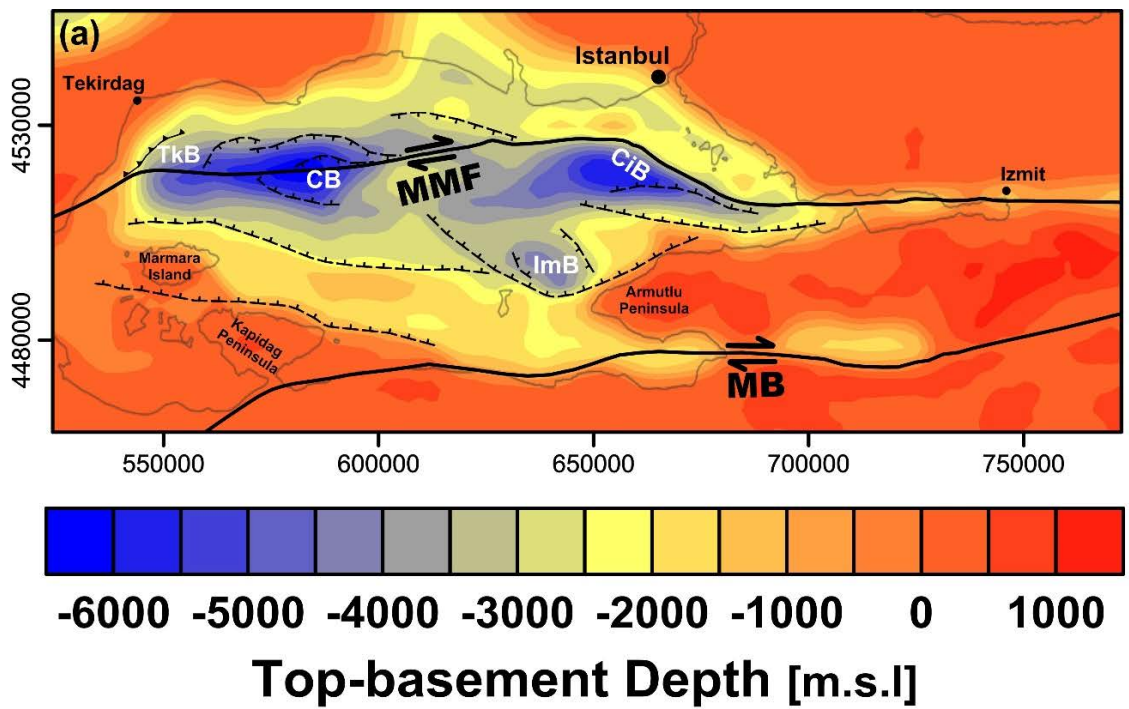 (a)
Istanbul
Tekirdag
4530000
TkB
CB
MMF
CiB
Izmit
Marmara
Island
ImB
Armutlu
Peninsula
Kapidag
Peninsula
4480000
MB
550000 600000 650000 700000 750000
-6000 -5000 -4000 -3000 -2000 -1000 0 1000
Top-basement Depth [m.s.l]